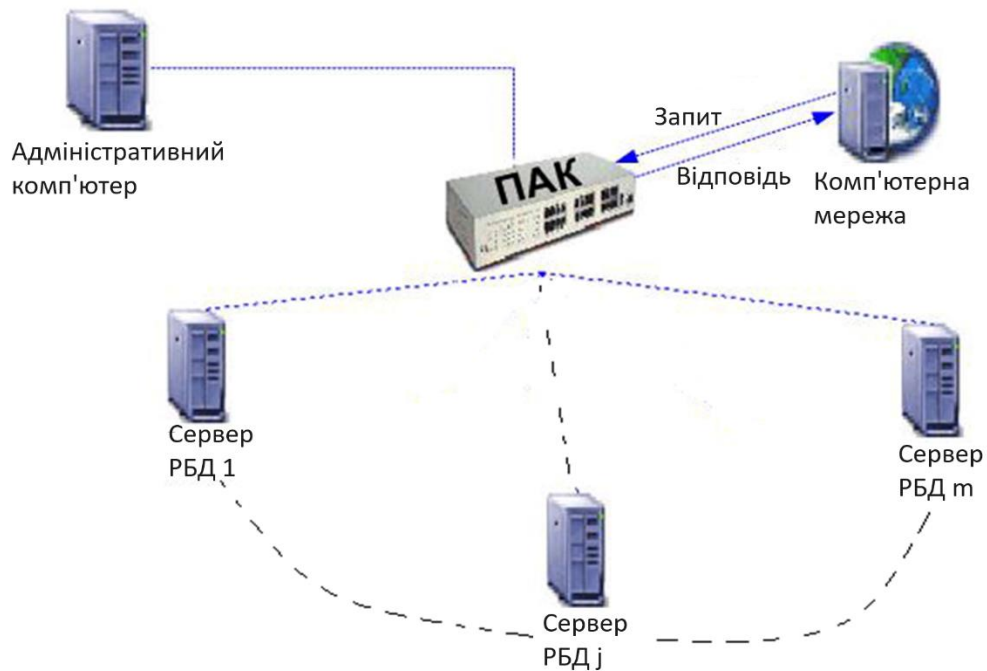 Адміністративний
комп'ютер
ПАК
Запит
Відповідь
Комп'ютерна
мережа
Сервер
РБД 1
Сервер
РБД j
Сервер
РБД m